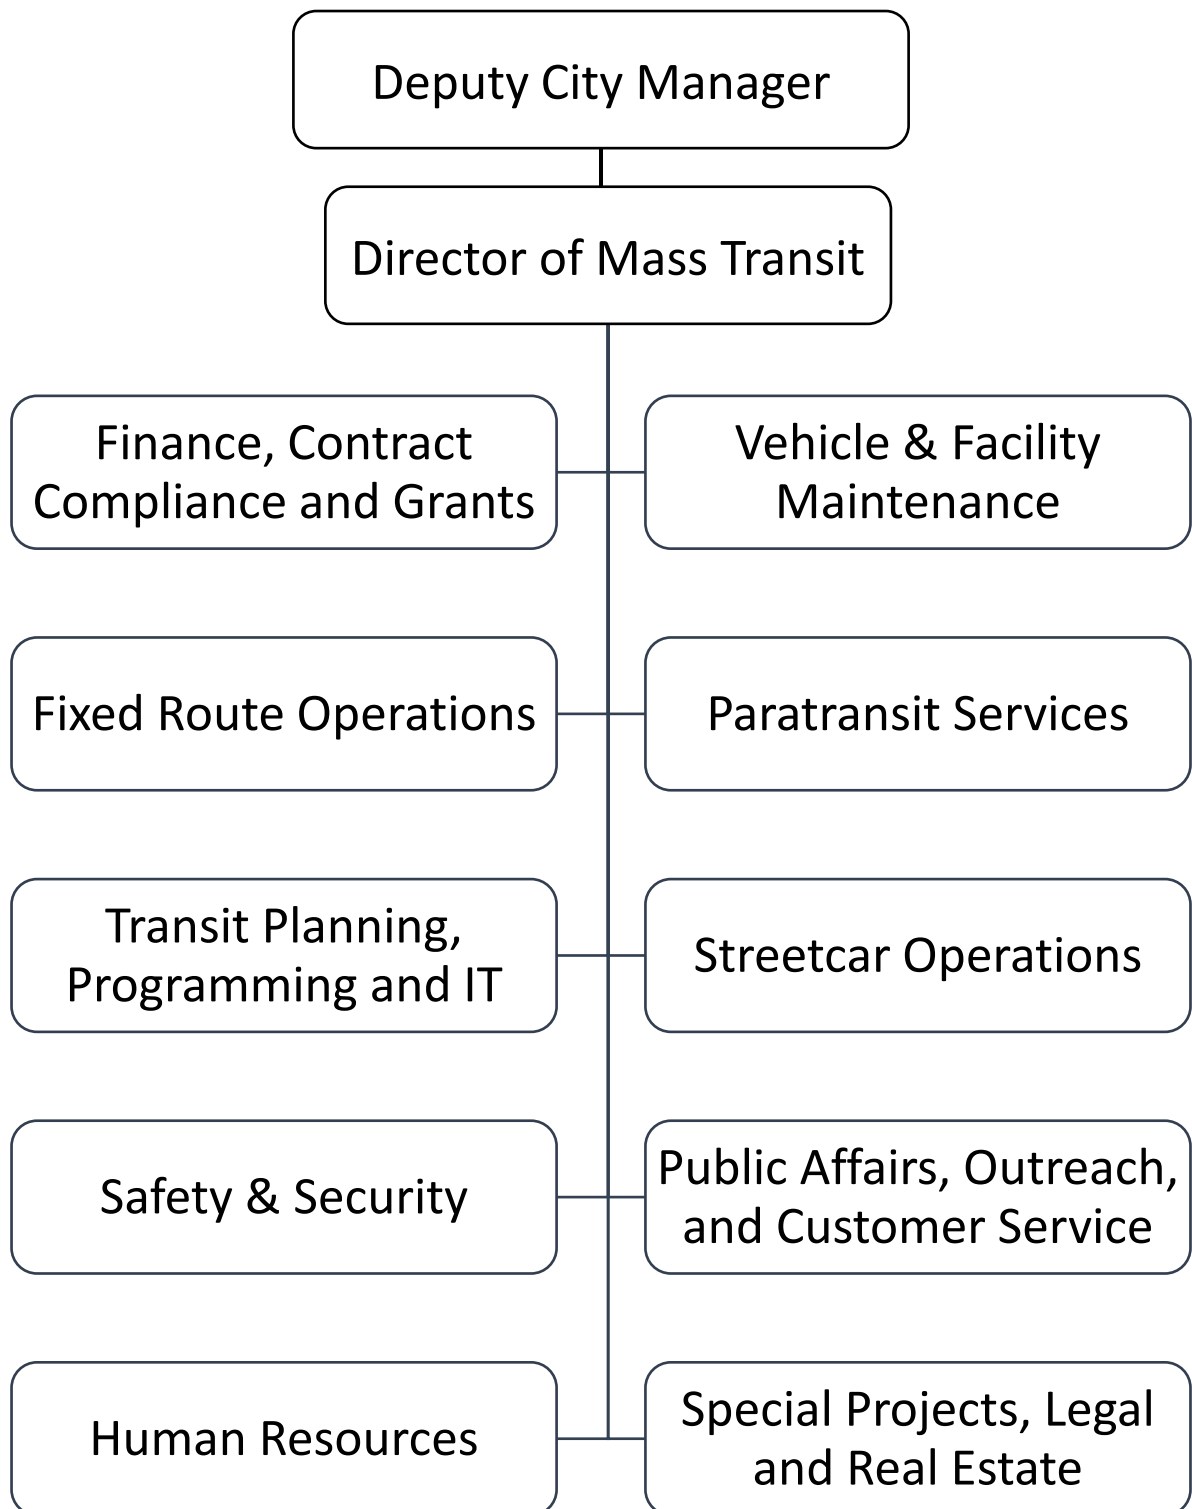 Deputy City Manager
Director of Mass Transit
Finance, Contract
Compliance and Grants
Vehicle & Facility
Maintenance
Fixed Route Operations
Paratransit Services
Transit Planning,
Programming and IT
Streetcar Operations
Safety & Security
Public Affairs, Outreach,
and Customer Service
Human Resources
Special Projects, Legal
and Real Estate